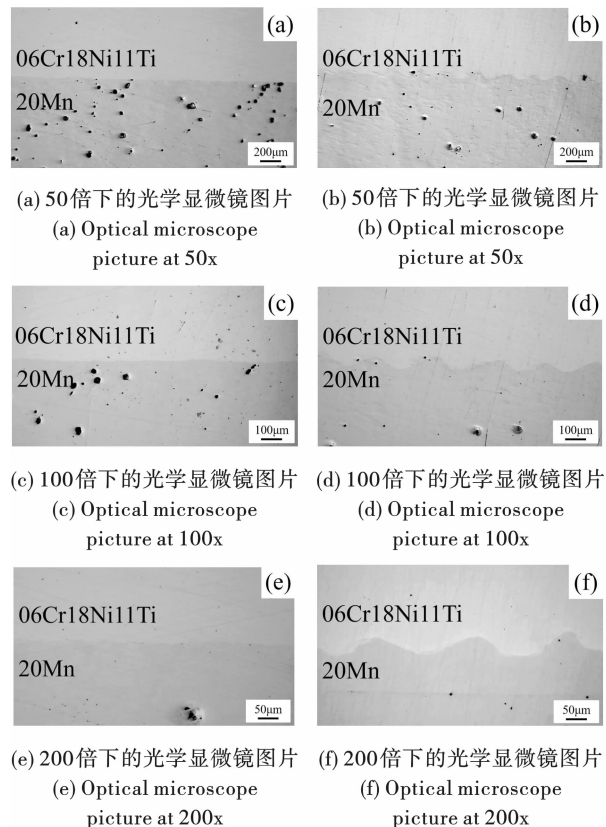 (a)
06Cr18Ni11Ti
20Mn
200μm
(b)
06Cr18Ni11Ti
20Mn
200μm
(a) 50倍下的光学显微镜图片
(a) Optical microscope
picture at 50x
(b) 50倍下的光学显微镜图片
(b) Optical microscope
picture at 50x
(c)
06Cr18Ni11Ti
20Mn
100μm
(d)
06Cr18Ni11Ti
20Mn
100μm
(c) 100倍下的光学显微镜图片
(c) Optical microscope
picture at 100x
(d) 100倍下的光学显微镜图片
(d) Optical microscope
picture at 100x
(e)
06Cr18Ni11Ti
20Mn
50μm
(f)
06Cr18Ni11Ti
20Mn
50μm
(e) 200倍下的光学显微镜图片
(e) Optical microscope
picture at 200x
(f) 200倍下的光学显微镜图片
(f) Optical microscope
picture at 200x